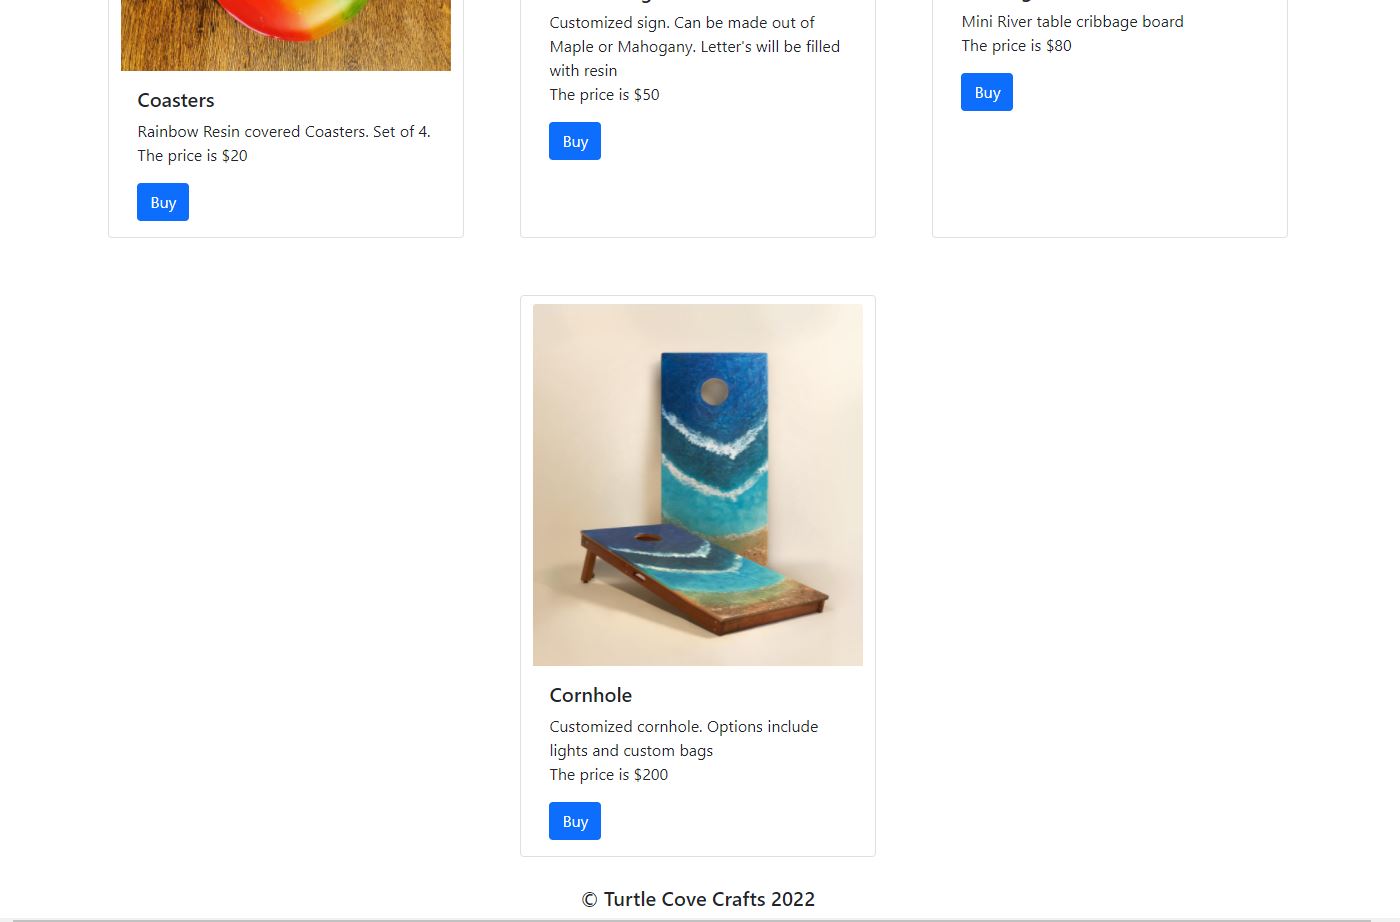 Coasters
Rainbow Resin covered Coasters. Set of 4.
The price is $20
Buy
Customized sign. Can be made out of
Maple or Mahogany. Letter's will be filled
with resin
The price is $50
Buy
Mini River table cribbage board
The price is $80
Buy
Cornhole
Customized cornhole. Options include
lights and custom bags
The price is $200
Buy
© Turtle Cove Crafts 2022